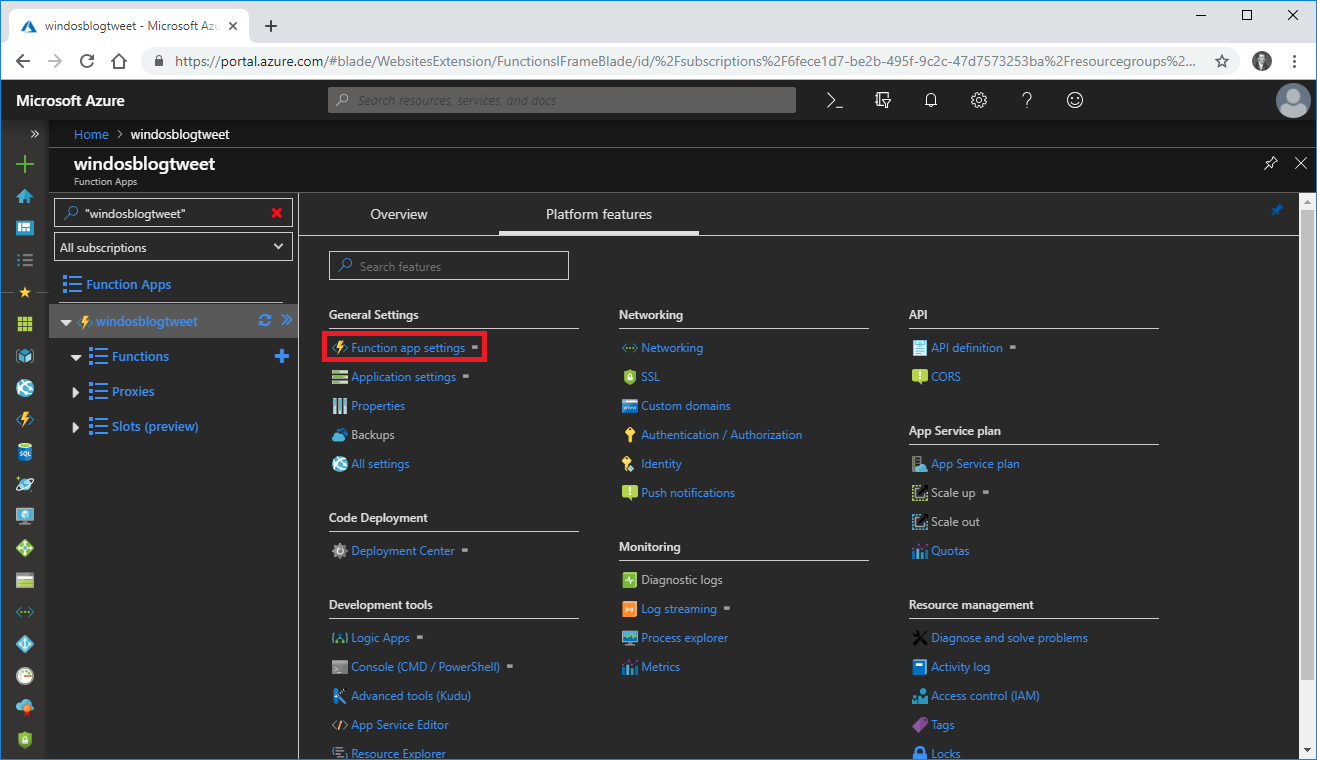 windosblogtweet - Microsoft Azu
https://portal.azure.com/#blade/WebsitesExtension/FunctionsIFrameBlade/id/%2Fsubscriptions%2F6fece1d7-be2b-495f-9c2c-47d7573253ba%2Fresourcegroups%2...
Microsoft Azure
Search resources, services, and docs
Home > windosblogtweet
windosblogtweet
Function Apps
"windosblogtweet"
All subscriptions
Function Apps
windosblogtweet
Functions
Proxies
Slots (preview)
Overview
Platform features
Search features
General Settings
Function app settings
Application settings
Properties
Backups
All settings
Code Deployment
Deployment Center
Development tools
Logic Apps
Console (CMD / PowerShell)
Advanced tools (Kudu)
App Service Editor
Resource Explorer
Networking
Networking
SSL
Custom domains
Authentication / Authorization
Identity
Push notifications
Monitoring
Diagnostic logs
Log streaming
Process explorer
Metrics
API
API definition
CORS
App Service plan
App Service plan
Scale up
Scale out
Quotas
Resource management
Diagnose and solve problems
Activity log
Access control (IAM)
Tags
Locks